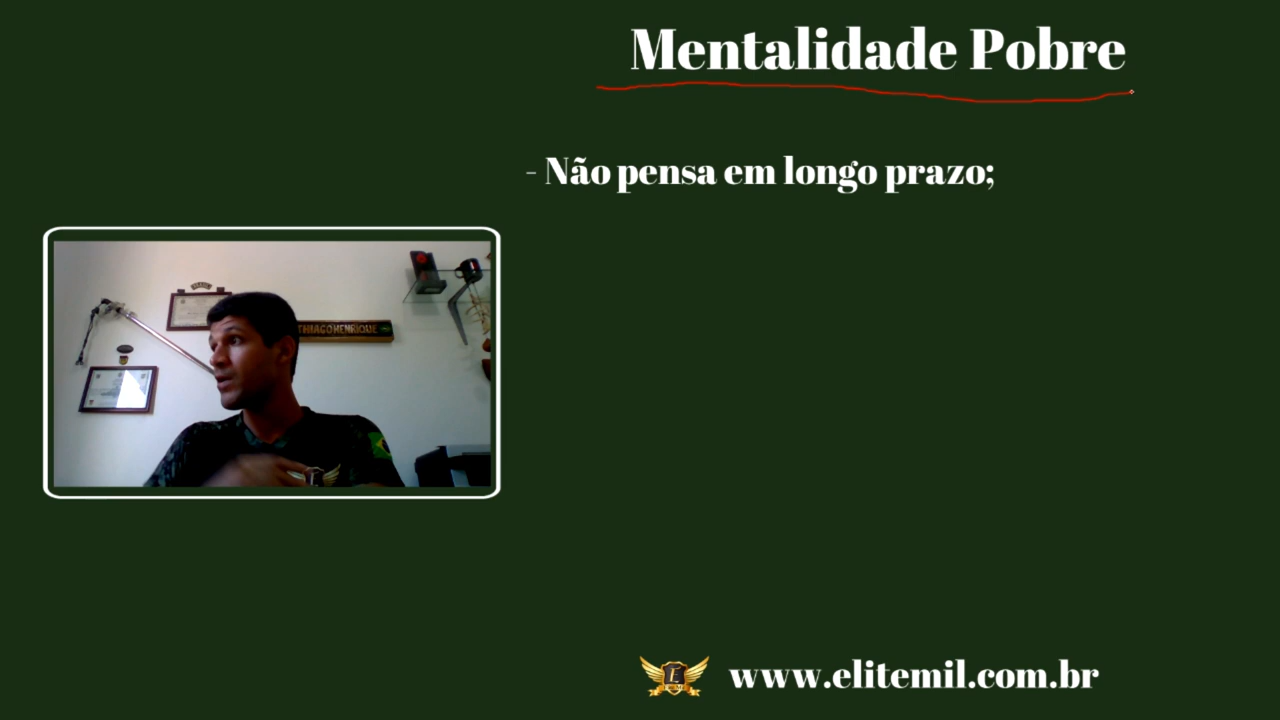 Mentalidade Pobre
- Não pensa em longo prazo;
THIAGO HENRIQUE
www.elitemil.com.br